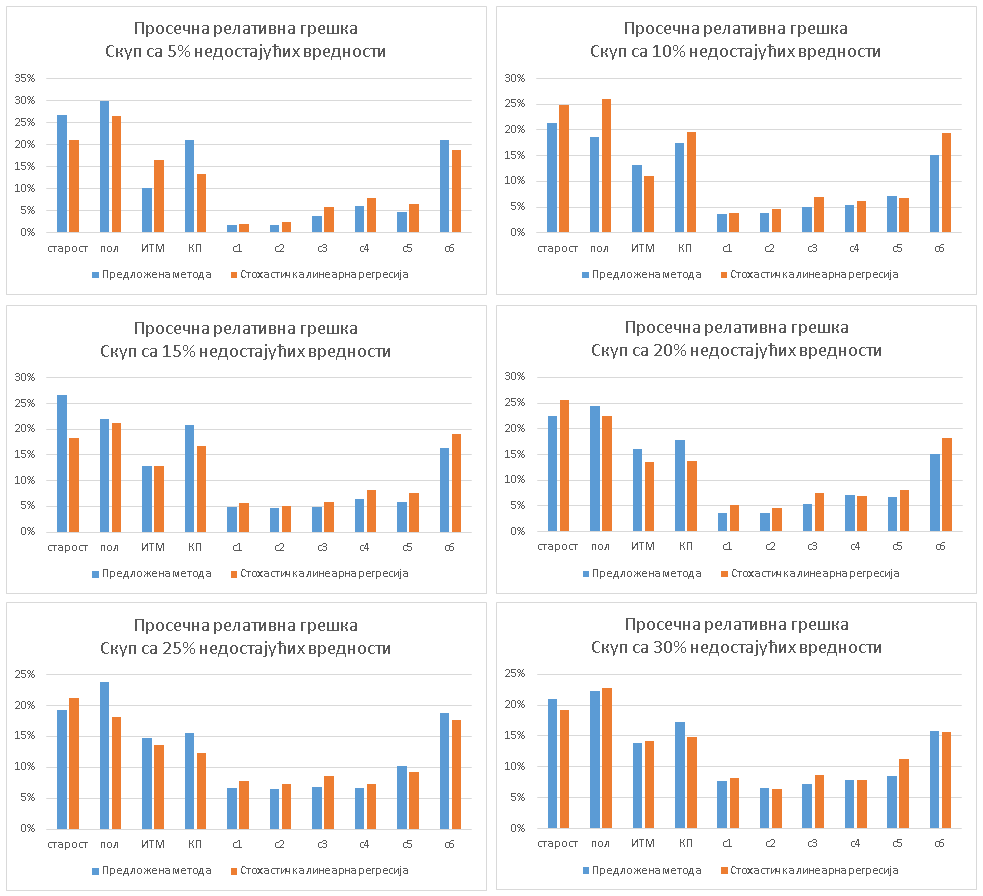 Просечна релативна грешка
Скуп са 5% недостајућих вредности
35%
30%
25%
20%
15%
10%
5%
0%
старост пол ИТМ КП с1 с2 с3 с4 с5 с6
Предложена метода Стохастичка линеарна регресија
Просечна релативна грешка
Скуп са 10% недостајућих вредности
30%
25%
20%
15%
10%
5%
0%
старост пол ИТМ КП с1 с2 с3 с4 с5 с6
Предложена метода Стохастичка линеарна регресија
Просечна релативна грешка
Скуп са 15% недостајућих вредности
30%
25%
20%
15%
10%
5%
0%
старост пол ИТМ КП с1 с2 с3 с4 с5 с6
Предложена метода Стохастичка линеарна регресија
Просечна релативна грешка
Скуп са 20% недостајућих вредности
30%
25%
20%
15%
10%
5%
0%
старост пол ИТМ КП с1 с2 с3 с4 с5 с6
Предложена метода Стохастичка линеарна регресија
Просечна релативна грешка
Скуп са 25% недостајућих вредности
25%
20%
15%
10%
5%
0%
старост пол ИТМ КП с1 с2 с3 с4 с5 с6
Предложена метода Стохастичка линеарна регресија
Просечна релативна грешка
Скуп са 30% недостајућих вредности
25%
20%
15%
10%
5%
0%
старост пол ИТМ КП с1 с2 с3 с4 с5 с6
Предложена метода Стохастичка линеарна регресија